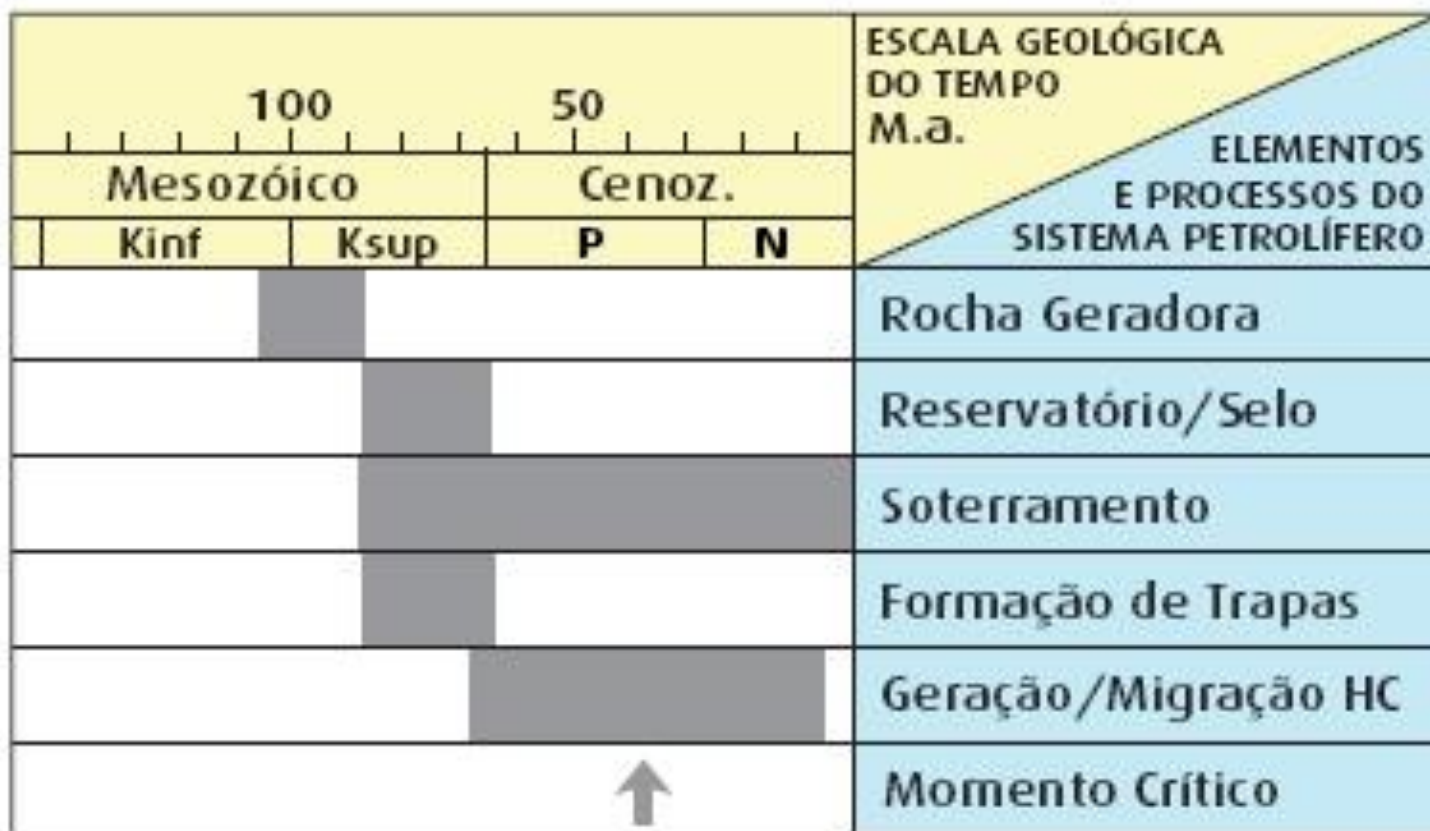 ESCALA GEOLÓGICA
DO TEMPO
M.a.
ELEMENTOS
E PROCESSOS DO
SISTEMA PETROLÍFERO
100 50
Mesozóico Cenoz.
Kinf Ksup P N
Rocha Geradora
Reservatório/Selo
Soterramento
Formação de Trapas
Geração/Migração HC
Momento Crítico